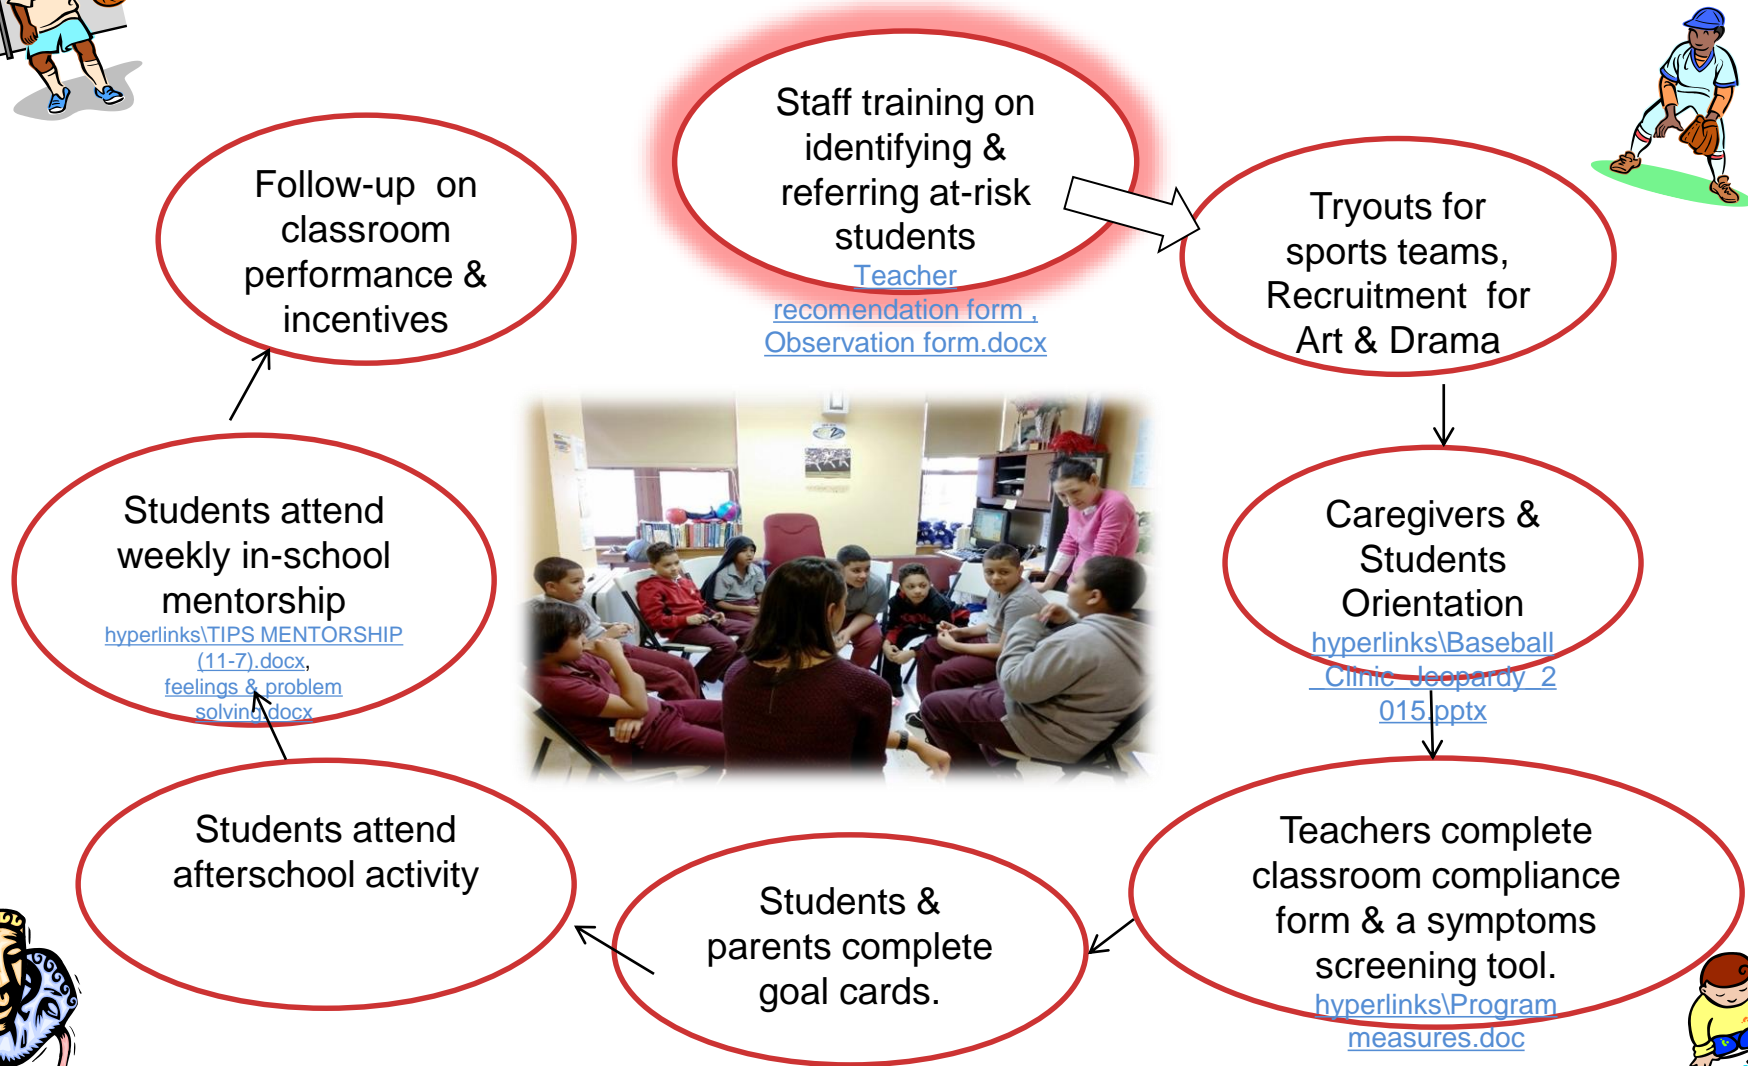 Staff training on
identifying &
referring at-risk
students
Teacher
recomendation form ,
Observation form.docx
Tryouts for
sports teams,
Recruitment for
Art & Drama
Caregivers &
Students
Orientation
hyperlinks\Baseball
_Clinic_Jeopardy_2
015.pptx
Teachers complete
classroom compliance
form & a symptoms
screening tool.
hyperlinks\Program
measures.doc
Students &
parents complete
goal cards.
Students attend
afterschool activity
Students attend
weekly in-school
mentorship
hyperlinks\TIPS MENTORSHIP
(11-7).docx,
feelings & problem
solving.docx
Follow-up on
classroom
performance &
incentives